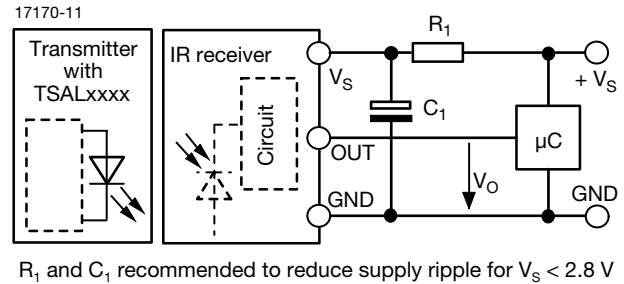 17170-11
Transmitter
with
TSALxxxx
IR receiver
Circuit
VS
OUT
GND
C1
R1
VO
µC
+ VS
GND
R1 and C1 recommended to reduce supply ripple for VS < 2.8 V